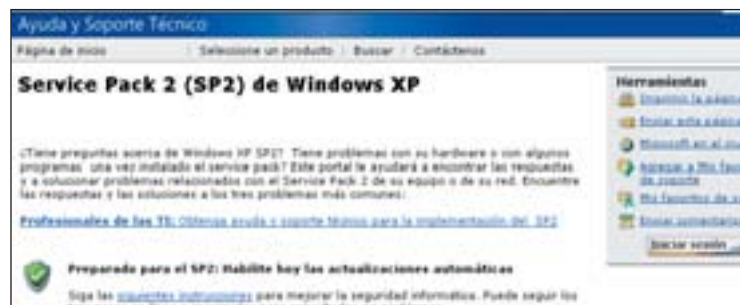 Ayuda y Soporte Técnico
Página de inicio | Seleccione un producto | Buscar | Contáctenos
Service Pack 2 (SP2) de Windows XP
¿Tiene preguntas acerca de Windows XP SP2? Tiene problemas con su hardware o con algunos
programas una vez instalado el service pack? Este portal le ayudará a encontrar las respuestas
y a solucionar problemas relacionados con el Service Pack 2 de su equipo o de su red. Encuentre
las respuestas y las soluciones a los tres problemas más comunes:
Profesionales de las TI: Obtenga ayuda y soporte técnico para la implementación del SP2
Preparado para el SP2: Habilite hoy las actualizaciones automáticas
Siga las siguientes instrucciones para mejorar la seguridad informática. Puede seguir los
Herramientas
Imprimir la página
Enviar esta página
Microsoft en el
Agregar a Mis
de soporte
Mis favoritos de
Enviar comentarios
Iniciar sesión